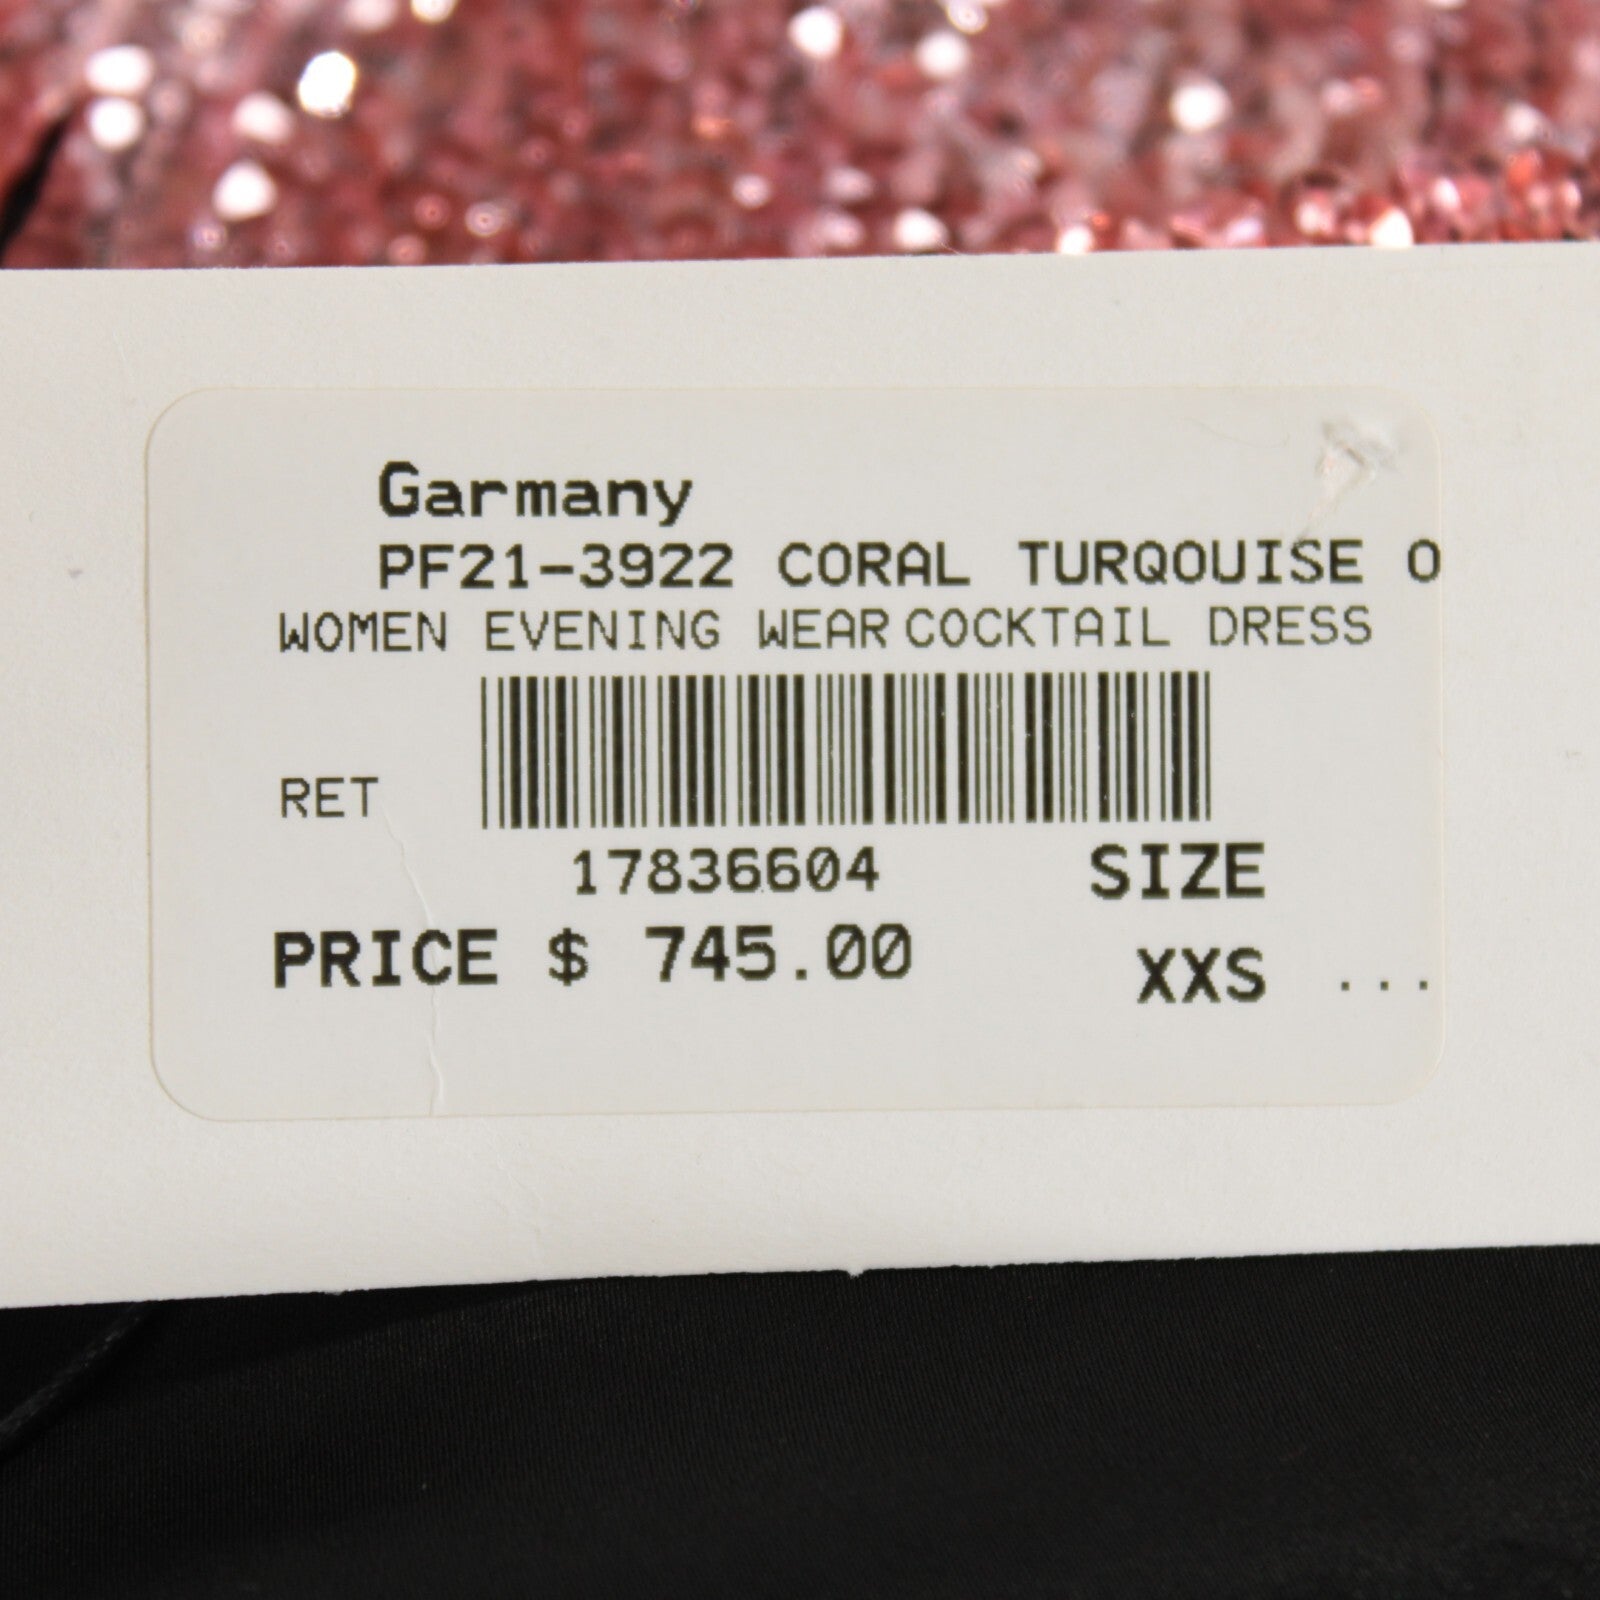 Garmany
PF21-3922 CORAL TURQOUISE O
WOMEN EVENING WEAR COCKTAIL DRESS
RET
17836604 SIZE
PRICE $ 745.00 XXS ...